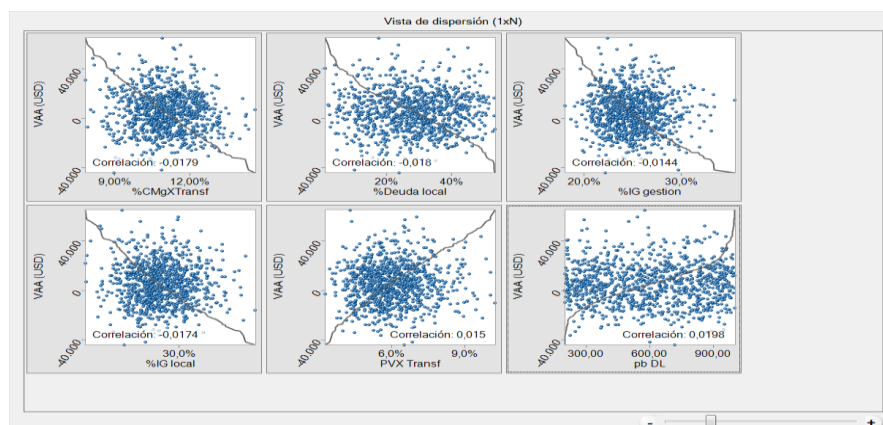 Vista de dispersión (1xN)
VAA (USD)
40.000
0
-40.000
Correlación: -0,0179
9,00% 12,00%
%CMgXTransf
VAA (USD)
40.000
0
-40.000
Correlación: -0,018
20% 40%
%Deuda local
VAA (USD)
40.000
0
-40.000
Correlación: -0,0144
20,0% 30,0%
%IG gestion
VAA (USD)
40.000
0
-40.000
Correlación: -0,0174
30,0%
%IG local
VAA (USD)
40.000
0
-40.000
Correlación: 0,015
6,0% 9,0%
PVX Transf
VAA (USD)
40.000
0
-40.000
Correlación: 0,0198
300,00 600,00 900,00
pb DL
- +